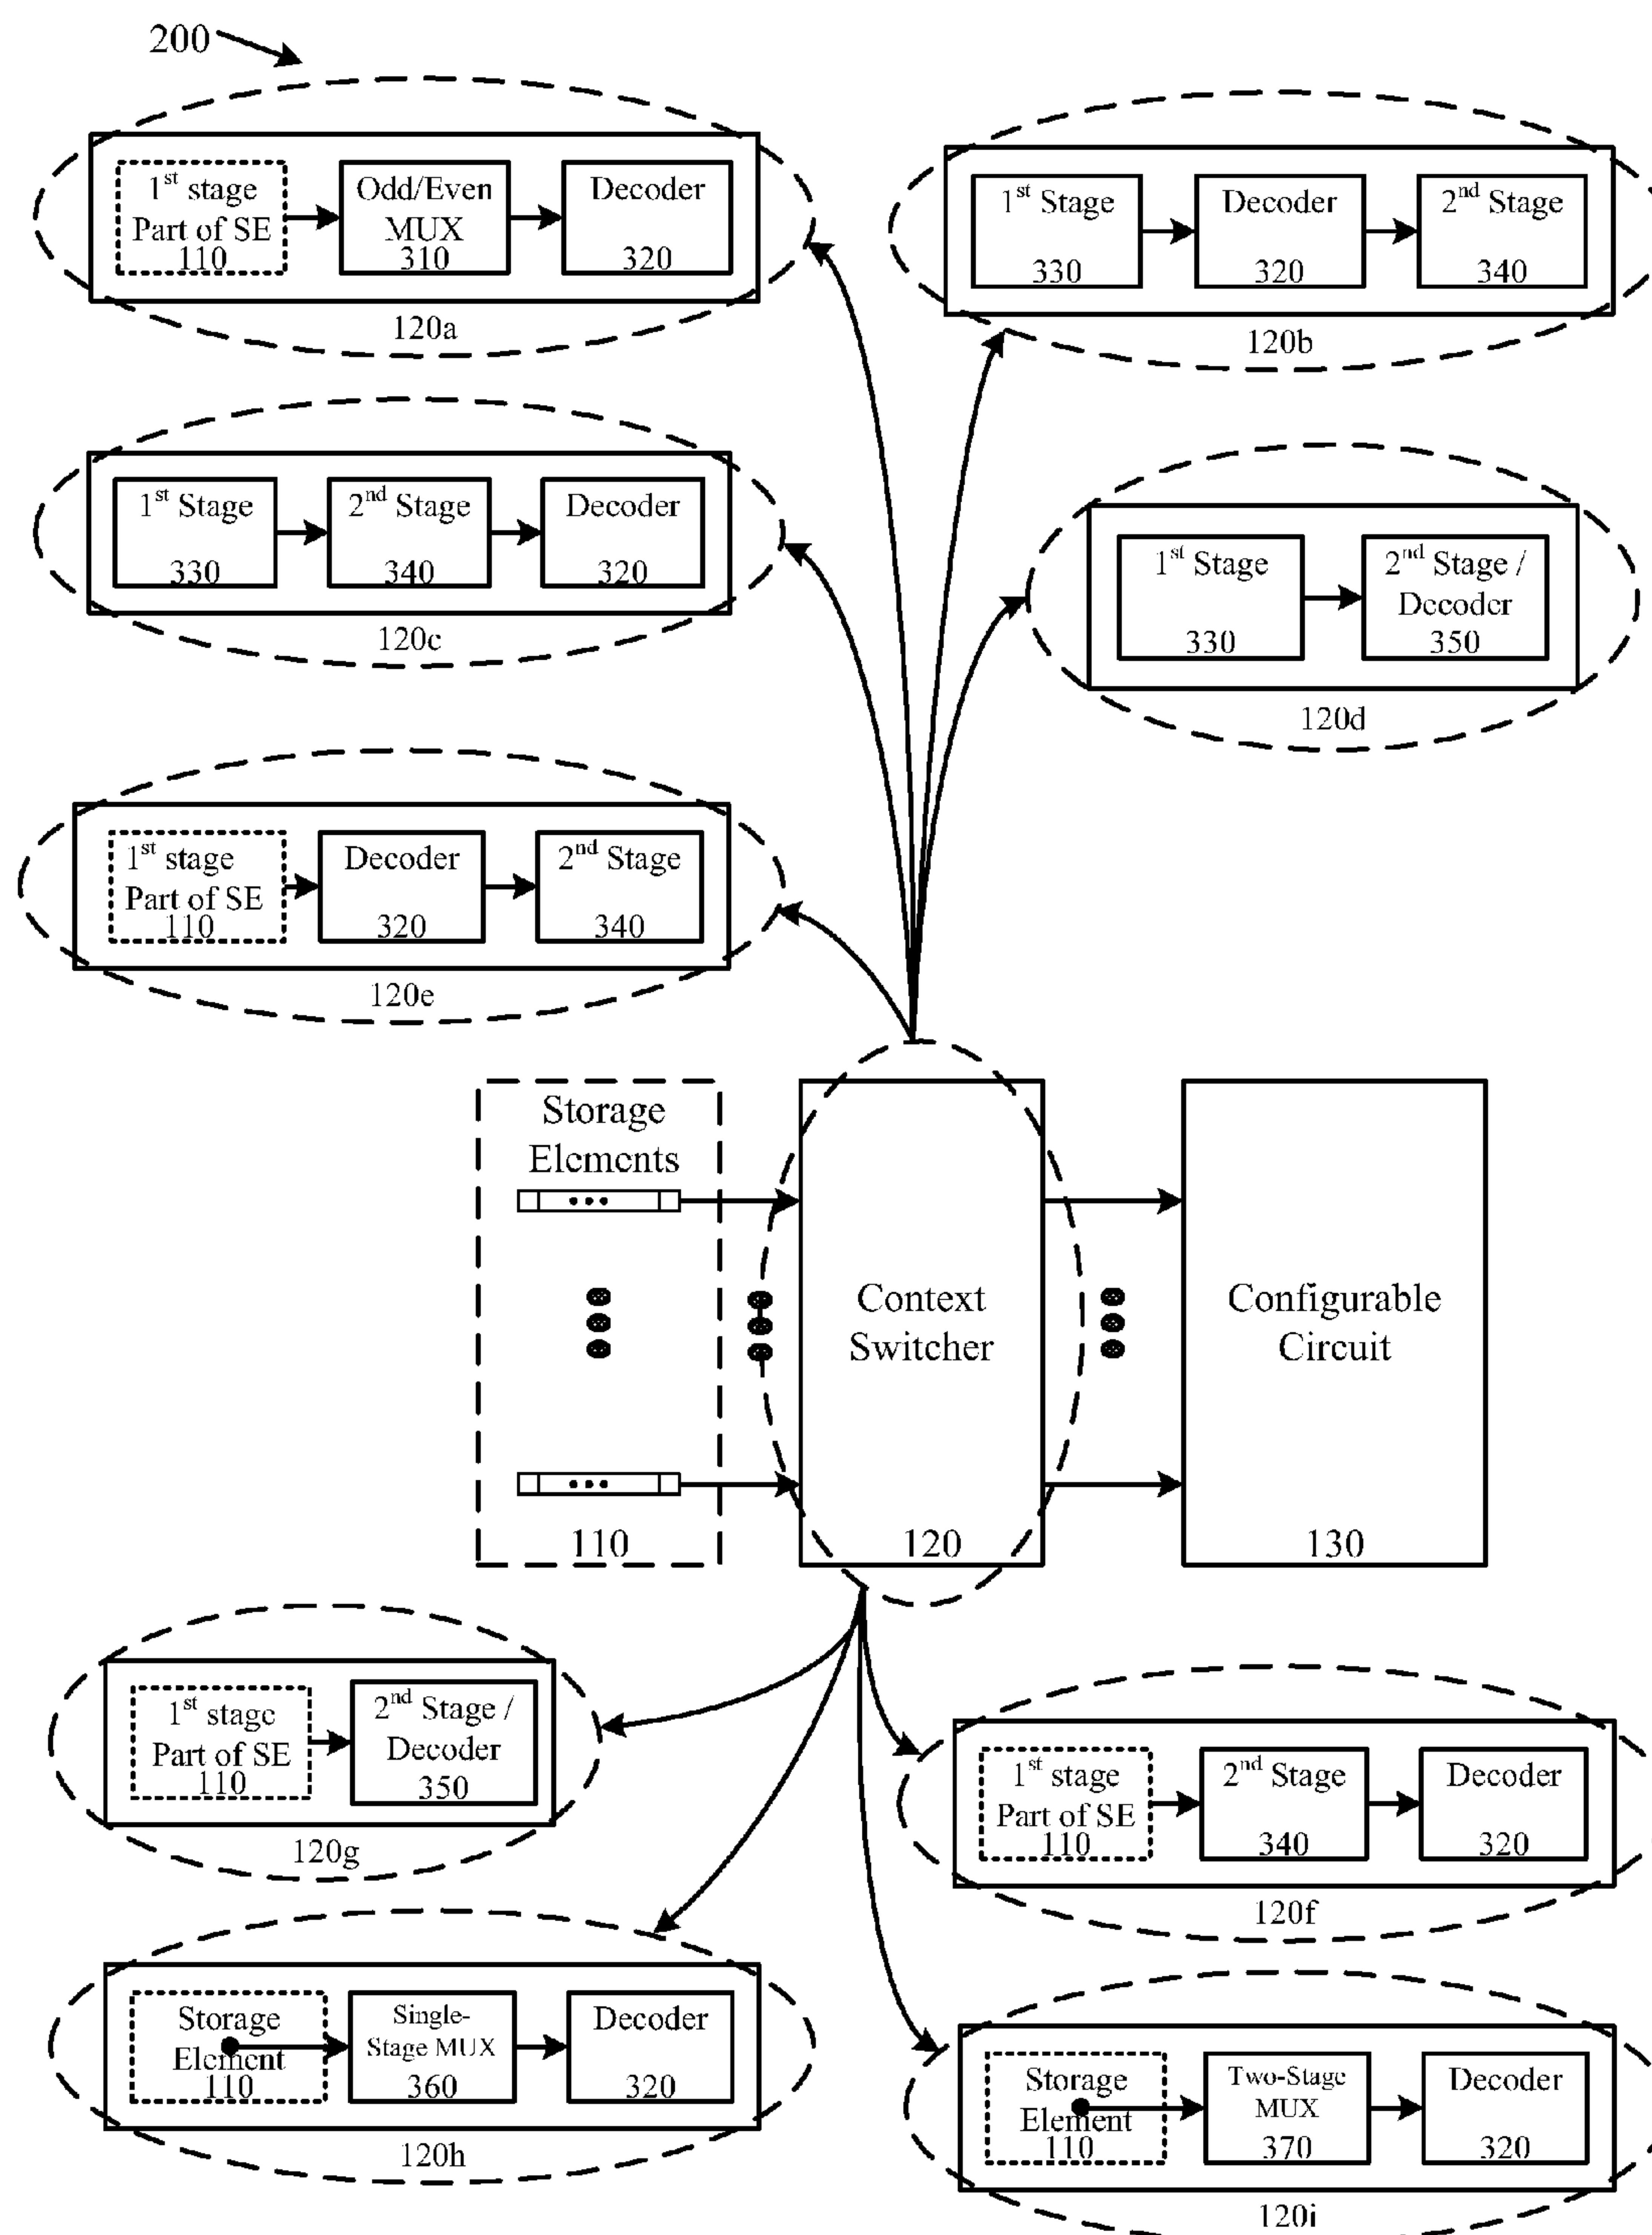 200
1st stage
Part of SE
110
Odd/Even
MUX
310
Decoder
320
120a
1st Stage
330
Decoder
320
2nd Stage
340
120b
1st Stage
330
2nd Stage
340
Decoder
320
120c
1st Stage
330
2nd Stage /
Decoder
350
120d
1st stage
Part of SE
110
Decoder
320
2nd Stage
340
120e
Storage
Elements
110
Context
Switcher
120
Configurable
Circuit
130
1st stage
Part of SE
110
2nd Stage /
Decoder
350
120g
1st stage
Part of SE
110
2nd Stage
340
Decoder
320
120f
Storage
Element
110
Single-
Stage MUX
360
Decoder
320
120h
Storage
Element
110
Two-Stage
MUX
370
Decoder
320
120i